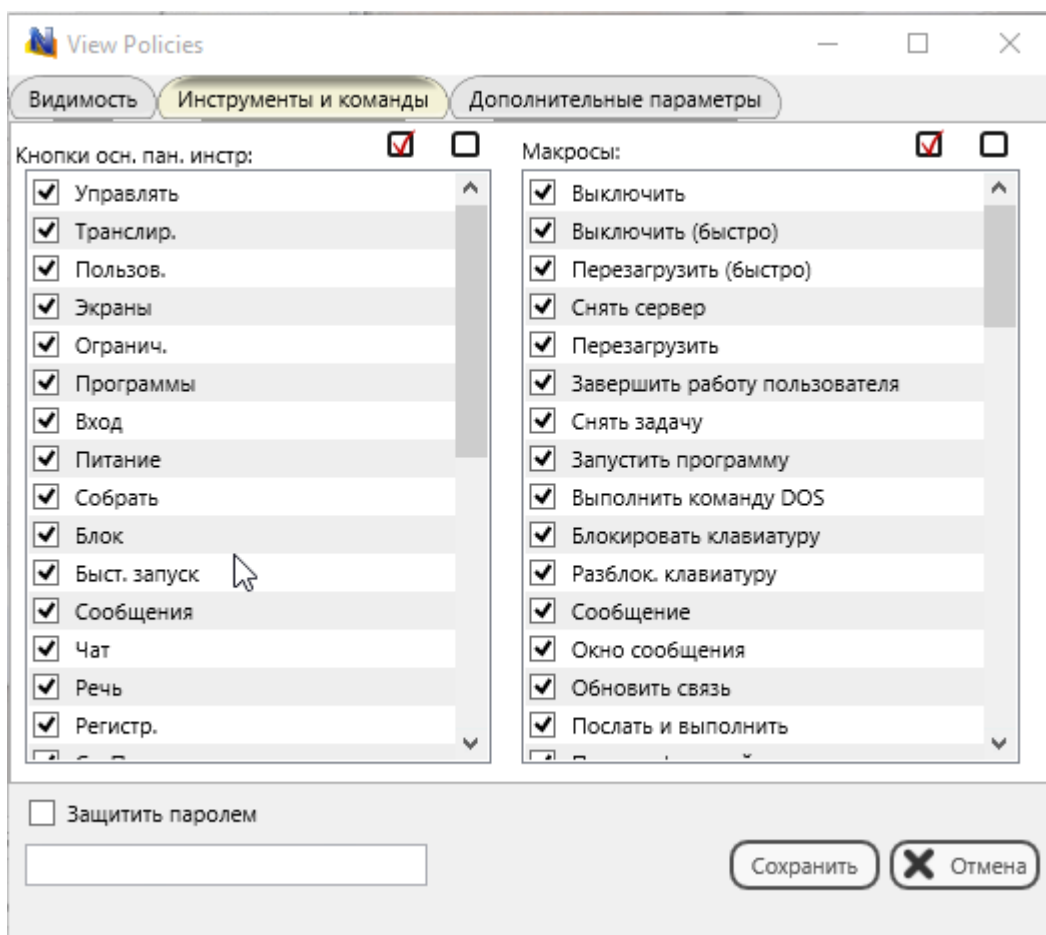 View Policies
Видимость
Инструменты и команды
Дополнительные параметры
Кнопки осн. пан. инстр:
Управлять
Транслир.
Пользов.
Экраны
Огранич.
Программы
Вход
Питание
Собрать
Блок
Быст. запуск
Сообщения
Чат
Речь
Регистр.
Макросы:
Выключить
Выключить (быстро)
Перезагрузить (быстро)
Снять сервер
Перезагрузить
Завершить работу пользователя
Снять задачу
Запустить программу
Выполнить команду DOS
Блокировать клавиатуру
Разблок. клавиатуру
Сообщение
Окно сообщения
Обновить связь
Послать и выполнить
Защитить паролем
Сохранить
Отмена